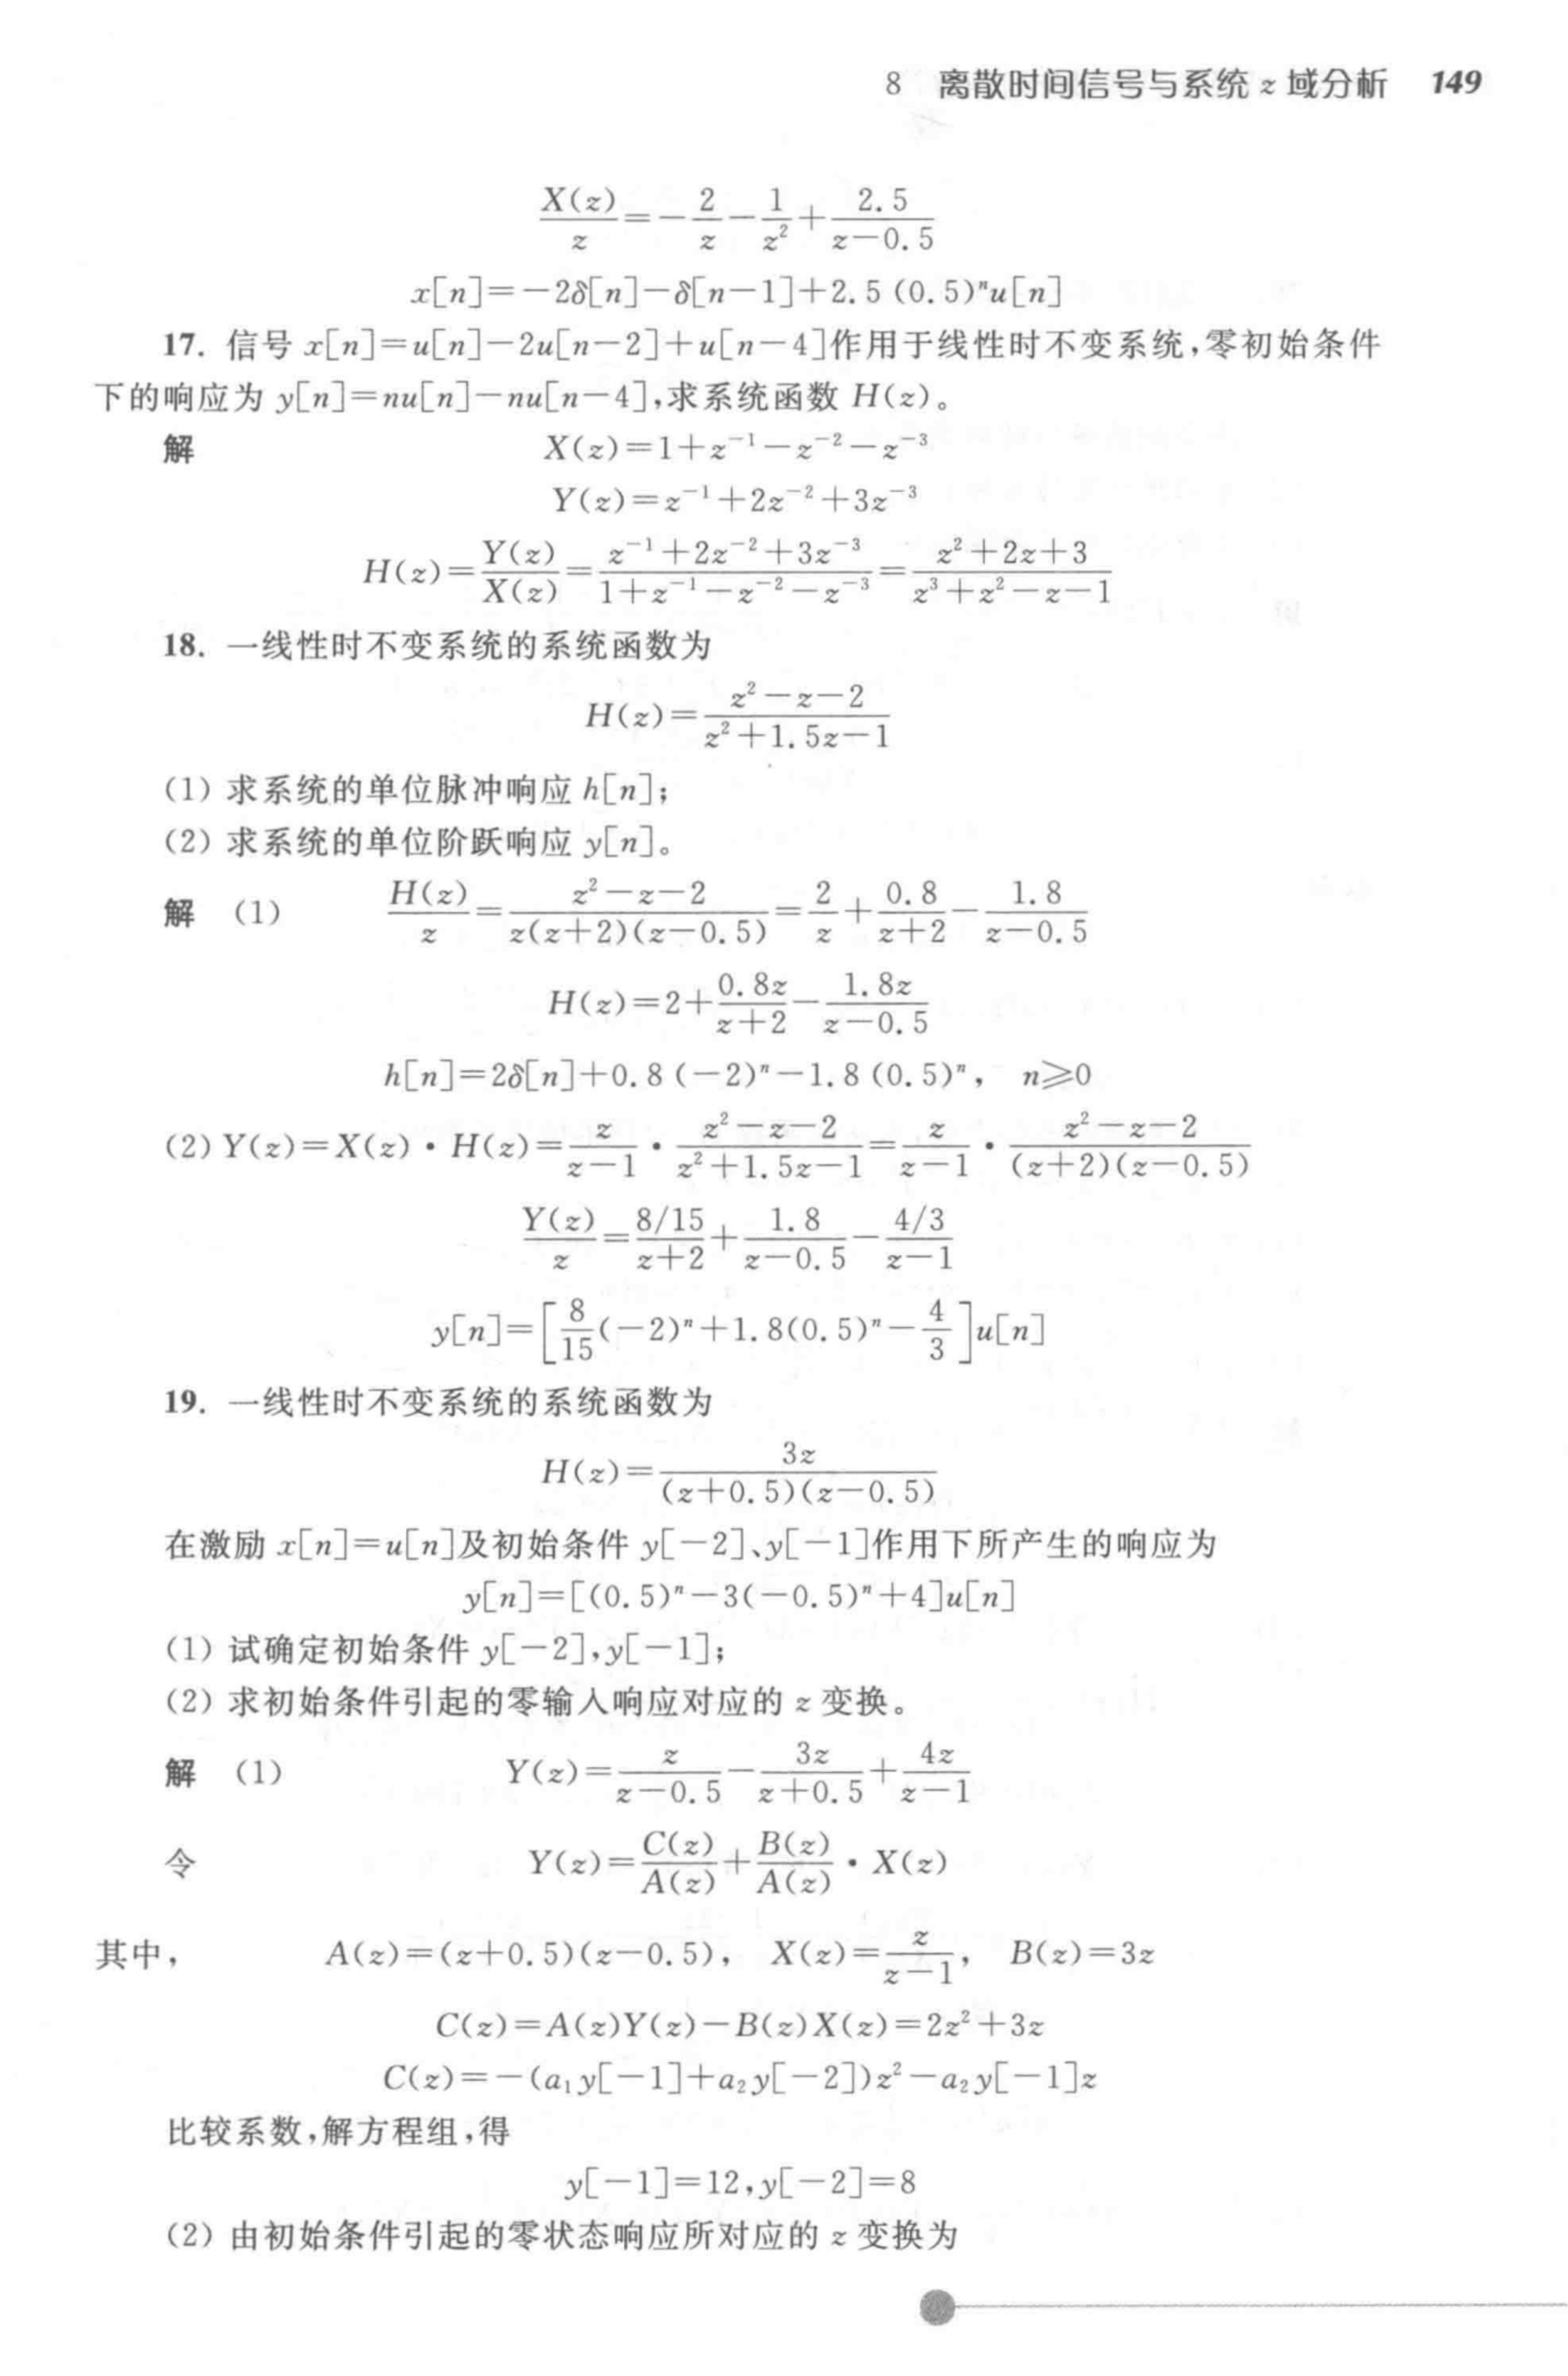 8 离散时间信号与系统 z 域分析 149
X(z)/z=-2/z-1/z²+2.5/(z-0.5)
x[n]=-2δ[n]-δ[n-1]+2.5(0.5)ⁿu[n]
17. 信号 x[n]=u[n]-2u[n-2]+u[n-4]作用于线性时不变系统,零初始条件
下的响应为 y[n]=nu[n]-nu[n-4],求系统函数 H(z)。
解 X(z)=1+z⁻¹-z⁻²-z⁻³
Y(z)=z⁻¹+2z⁻²+3z⁻³
H(z)=Y(z)/X(z)=(z⁻¹+2z⁻²+3z⁻³)/(1+z⁻¹-z⁻²-z⁻³)=(z²+2z+3)/(z³+z²-z-1)
18. 一线性时不变系统的系统函数为
H(z)=(z²-z-2)/(z²+1.5z-1)
(1) 求系统的单位脉冲响应 h[n];
(2) 求系统的单位阶跃响应 y[n]。
解 (1) H(z)/z=(z²-z-2)/(z(z+2)(z-0.5))=2/z+0.8/(z+2)-1.8/(z-0.5)
H(z)=2+0.8z/(z+2)-1.8z/(z-0.5)
h[n]=2δ[n]+0.8(-2)ⁿ-1.8(0.5)ⁿ, n≥0
(2) Y(z)=X(z)·H(z)=z/(z-1)·(z²-z-2)/(z²+1.5z-1)=z/(z-1)·(z²-z-2)/((z+2)(z-0.5))
Y(z)/z=(8/15)/(z+2)+1.8/(z-0.5)-(4/3)/(z-1)
y[n]=[8/15(-2)ⁿ+1.8(0.5)ⁿ-4/3]u[n]
19. 一线性时不变系统的系统函数为
H(z)=3z/((z+0.5)(z-0.5))
在激励 x[n]=u[n]及初始条件 y[-2]、y[-1]作用下所产生的响应为
y[n]=[(0.5)ⁿ-3(-0.5)ⁿ+4]u[n]
(1) 试确定初始条件 y[-2],y[-1];
(2) 求初始条件引起的零输入响应对应的 z 变换。
解 (1) Y(z)=z/(z-0.5)-3z/(z+0.5)+4z/(z-1)
令 Y(z)=C(z)/A(z)+B(z)/A(z)·X(z)
其中, A(z)=(z+0.5)(z-0.5), X(z)=z/(z-1), B(z)=3z
C(z)=A(z)Y(z)-B(z)X(z)=2z²+3z
C(z)=-(a₁y[-1]+a₂y[-2])z²-a₂y[-1]z
比较系数,解方程组,得
y[-1]=12,y[-2]=8
(2) 由初始条件引起的零状态响应所对应的 z 变换为